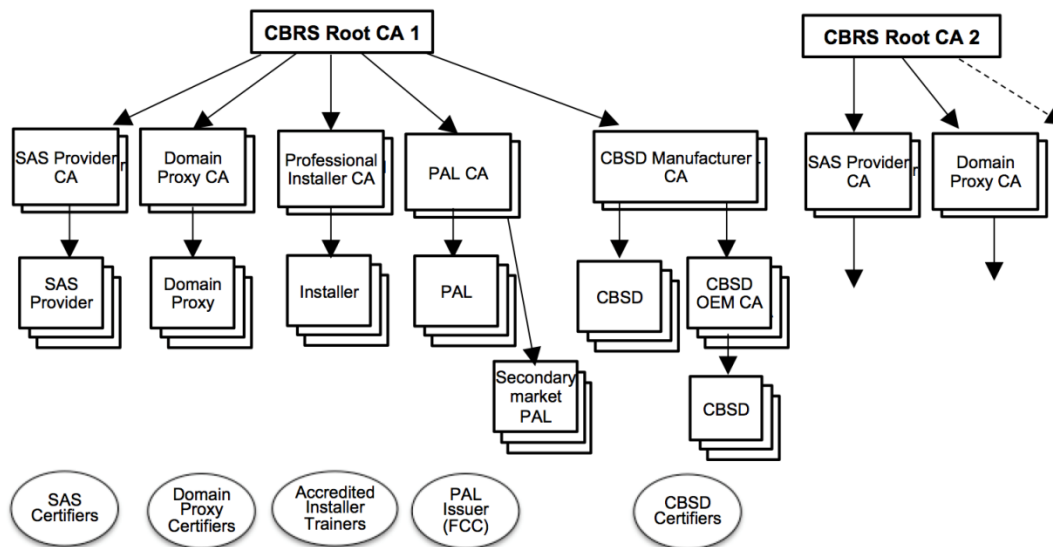 CBRS Root CA 1
CBRS Root CA 2
SAS Provider
CA
Domain
Proxy CA
Professional
Installer CA
PAL CA
CBSD Manufacturer
CA
SAS Provider
CA
Domain
Proxy CA
SAS
Provider
Domain
Proxy
Installer
PAL
CBSD
CBSD
OEM CA
Secondary
market
PAL
CBSD
SAS
Certifiers
Domain
Proxy
Certifiers
Accredited
Installer
Trainers
PAL
Issuer
(FCC)
CBSD
Certifiers